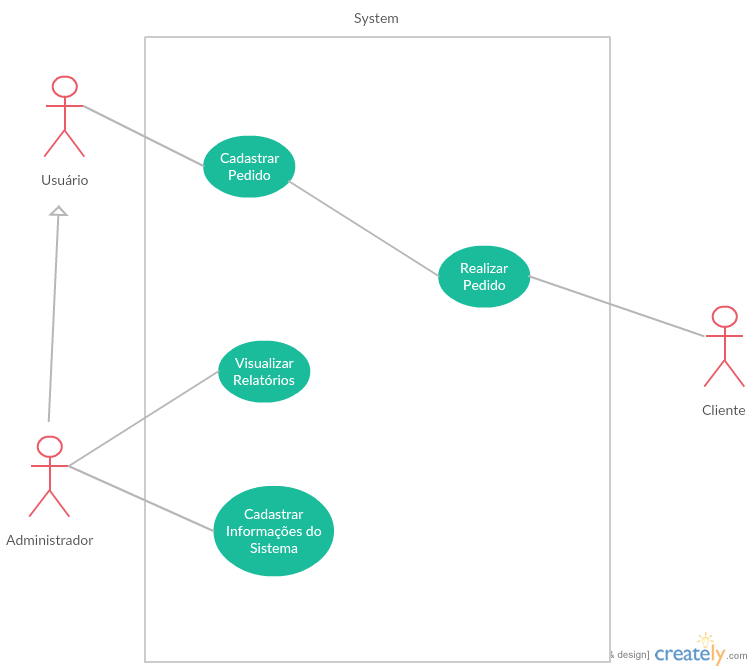 System
Usuário
Cadastrar
Pedido
Realizar
Pedido
Cliente
Visualizar
Relatórios
Administrador
Cadastrar
Informações do
Sistema
& design]
creately.com